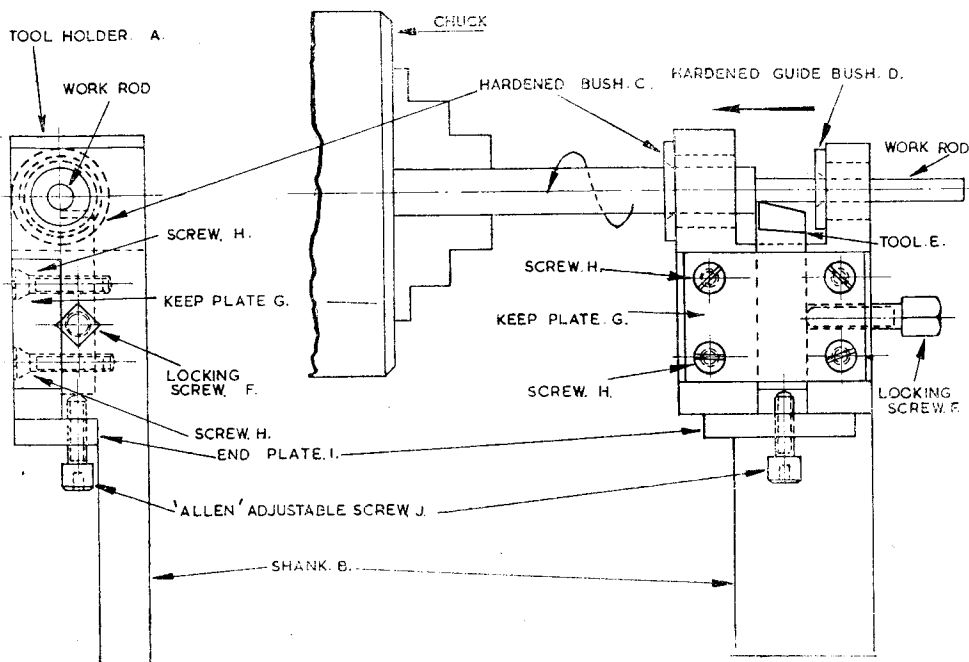 TOOL HOLDER. A.
WORK ROD
CHUCK
HARDENED BUSH. C.
HARDENED GUIDE BUSH. D.
WORK ROD
SCREW. H.
KEEP PLATE G.
LOCKING
SCREW. F.
SCREW. H.
END PLATE. I.
'ALLEN' ADJUSTABLE SCREW. J.
SHANK. B.
TOOL. E.
SCREW. H.
KEEP PLATE. G.
SCREW. H.
LOCKING
SCREW. F.